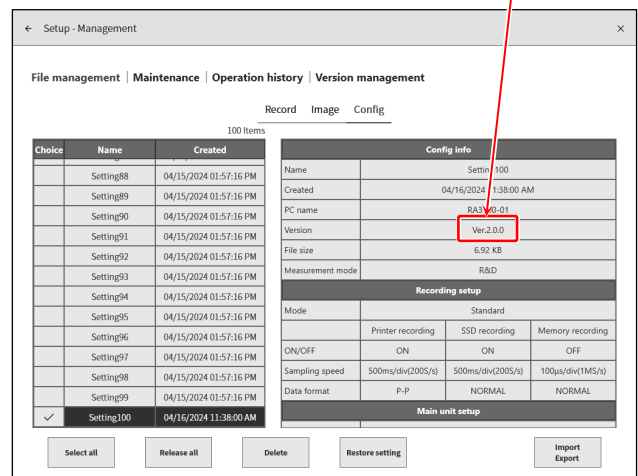 ← Setup - Management ×
File management | Maintenance | Operation history | Version management
Record Image Config
100 Items
Choice Name Created
Setting88 04/15/2024 01:57:16 PM
Setting89 04/15/2024 01:57:16 PM
Setting90 04/15/2024 01:57:16 PM
Setting91 04/15/2024 01:57:16 PM
Setting92 04/15/2024 01:57:16 PM
Setting93 04/15/2024 01:57:16 PM
Setting94 04/15/2024 01:57:16 PM
Setting95 04/15/2024 01:57:16 PM
Setting96 04/15/2024 01:57:16 PM
Setting97 04/15/2024 01:57:16 PM
Setting98 04/15/2024 01:57:16 PM
Setting99 04/15/2024 01:57:16 PM
✓ Setting100 04/16/2024 11:38:00 AM
Config info
Name Setting100
Created 04/16/2024 11:38:00 AM
PC name
Version Ver.2.0.0
File size 6.92 KB
Measurement mode R&D
Recording setup
Mode Standard
Printer recording SSD recording Memory recording
ON/OFF ON ON OFF
Sampling speed 500ms/div(200S/s) 500ms/div(200S/s) 100μs/div(1MS/s)
Data format P-P NORMAL NORMAL
Main unit setup
Select all Release all Delete Restore setting Import
Export